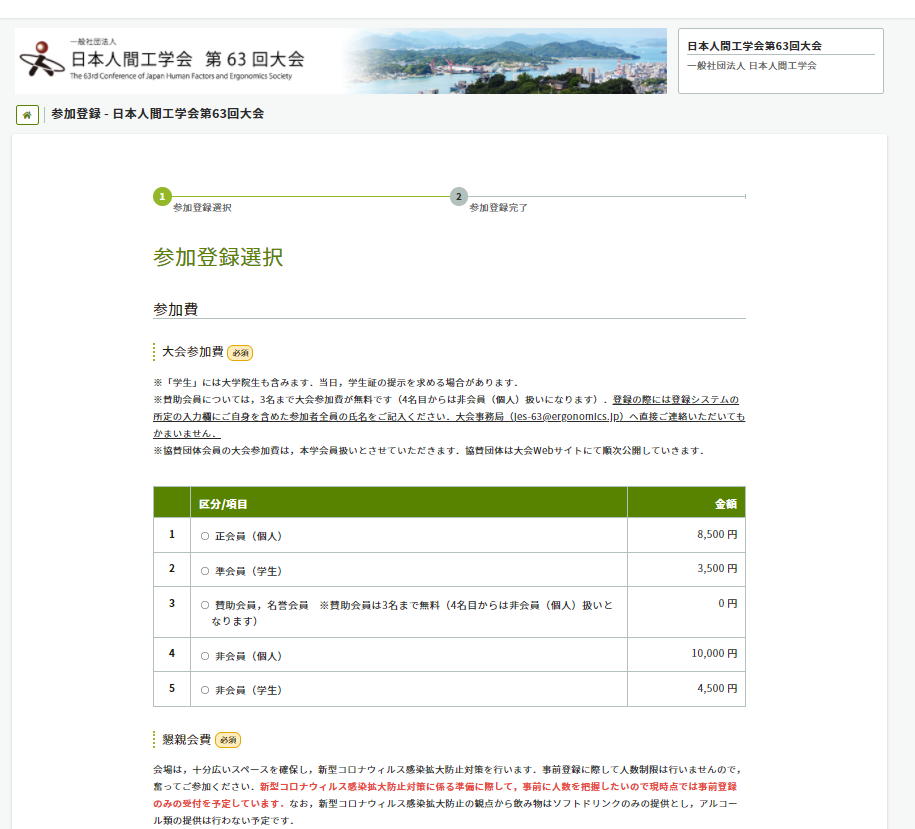 一般社団法人
日本人間工学会 第 63 回大会
The 63rd Conference of Japan Human Factors and Ergonomics Society
日本人間工学会第63回大会
一般社団法人 日本人間工学会
参加登録 - 日本人間工学会第63回大会
1
2
参加登録選択
参加登録完了
参加登録選択
参加費
大会参加費 必須
※「学生」には大学院生も含みます．当日，学生証の提示を求める場合があります．
※賛助会員については，3名まで大会参加費が無料です（4名目からは非会員（個人）扱いになります）．登録の際には登録システムの
所定の入力欄にご自身を含めた参加者全員の氏名をご記入ください．大会事務局（jes-63@ergonomics.jp）へ直接ご連絡いただいても
かまいません．
※協賛団体会員の大会参加費は，本学会員扱いとさせていただきます．協賛団体は大会Webサイトにて順次公開していきます．
区分/項目 金額
1 正会員（個人） 8,500 円
2 準会員（学生） 3,500 円
3 賛助会員，名誉会員　※賛助会員は3名まで無料（4名目からは非会員（個人）扱いと 0 円
なります）
4 非会員（個人） 10,000 円
5 非会員（学生） 4,500 円
懇親会費 必須
会場は，十分広いスペースを確保し，新型コロナウィルス感染拡大防止対策を行います．事前登録に際して人数制限は行いませんので，
奮ってご参加ください．新型コロナウィルス感染拡大防止対策に係る準備に際して，事前に人数を把握したいので現時点では事前登録
のみの受付を予定しています．なお，新型コロナウィルス感染拡大防止の観点から飲み物はソフトドリンクのみの提供とし，アルコー
ル類の提供は行わない予定です．